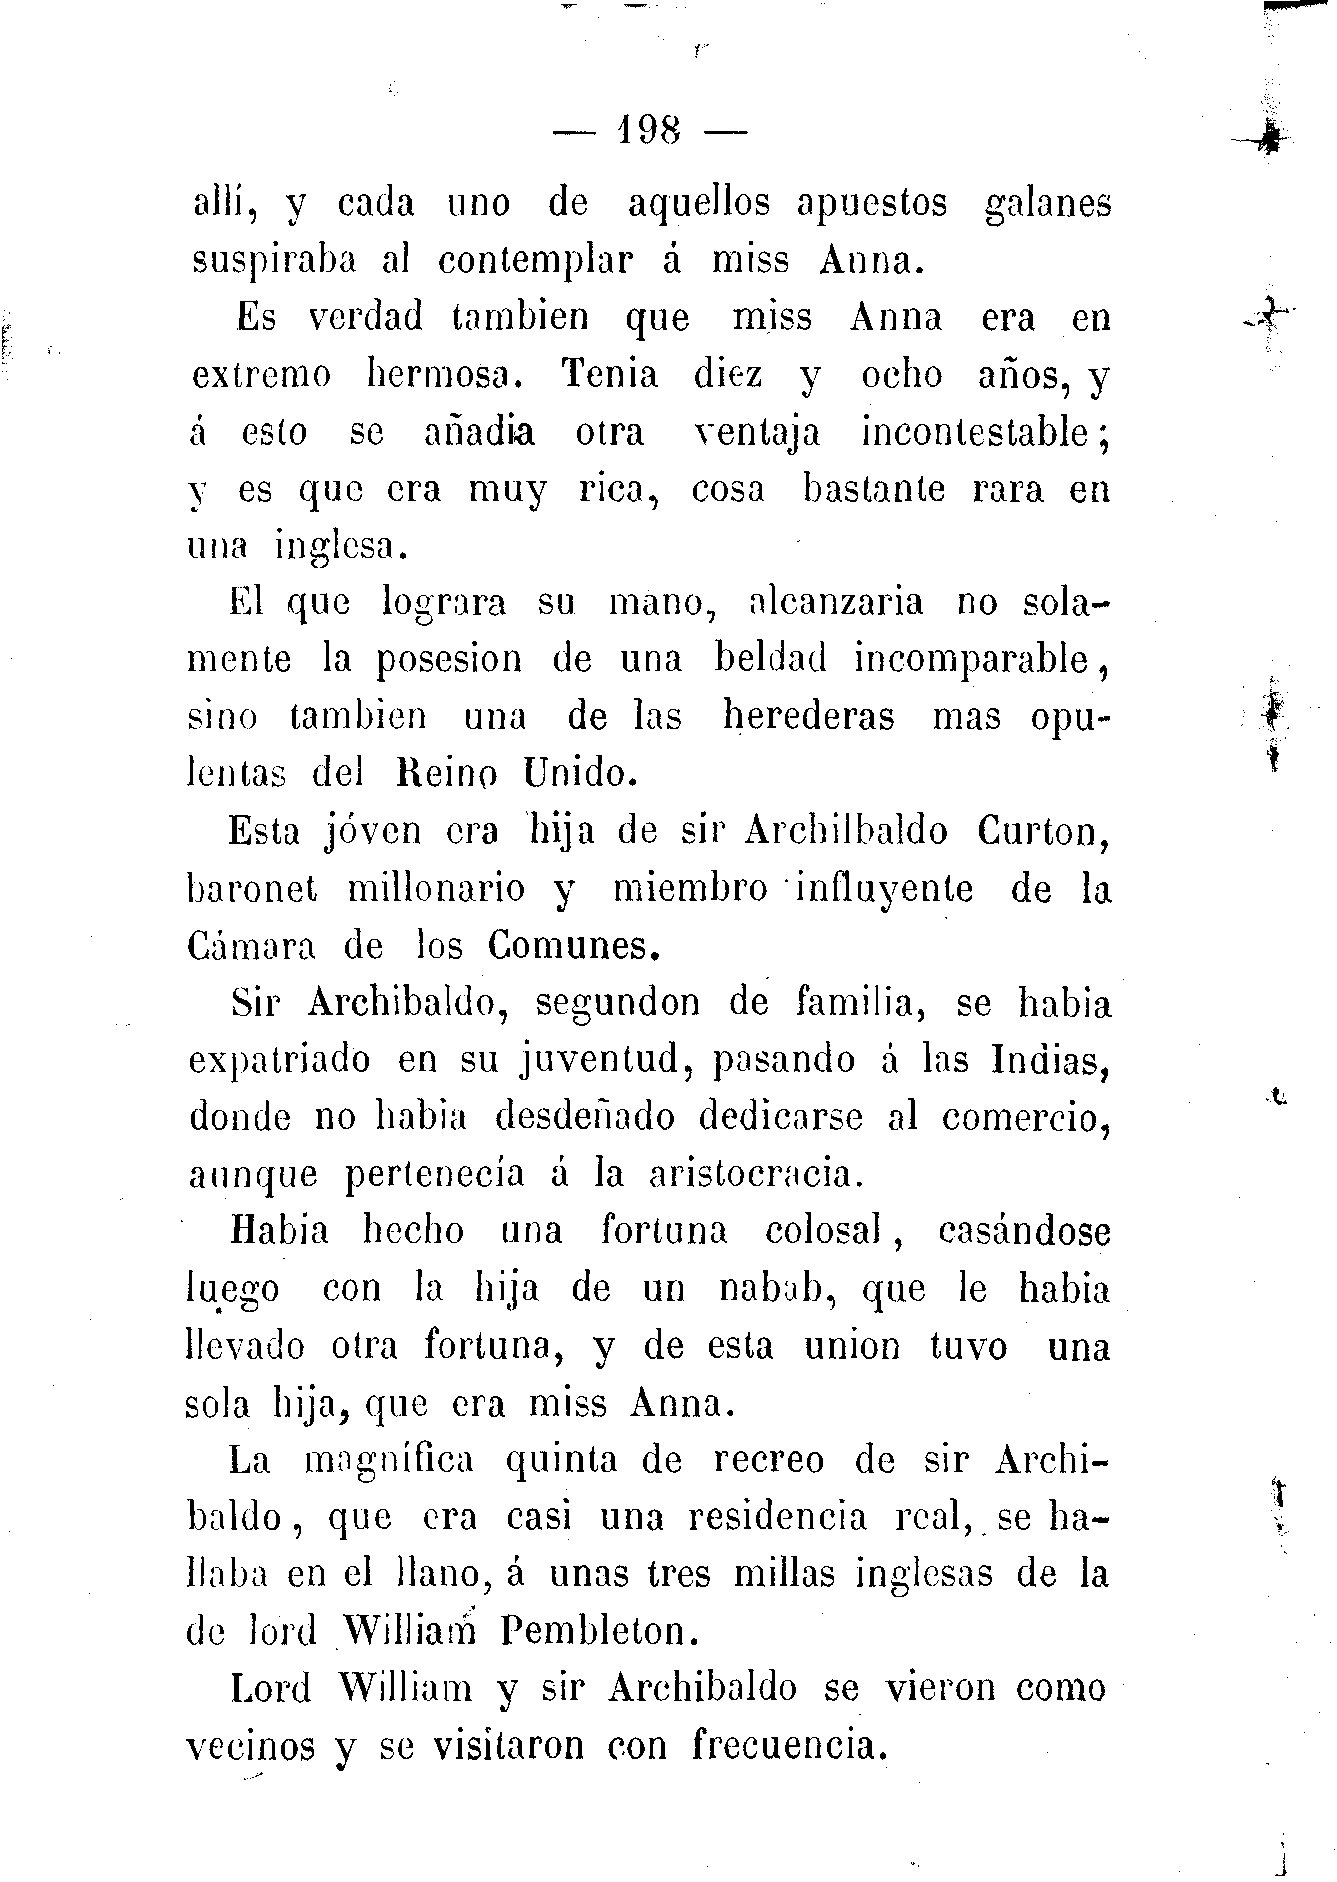 — 198 —
allí, y cada uno de aquellos apuestos galanes
suspiraba al contemplar á miss Anna.
Es verdad tambien que miss Anna era en
extremo hermosa. Tenia diez y ocho años, y
á esto se añadia otra ventaja incontestable;
y es que era muy rica, cosa bastante rara en
una inglesa.
El que lograra su mano, alcanzaria no sola-
mente la posesion de una beldad incomparable,
sino tambien una de las herederas mas opu-
lentas del Reino Unido.
Esta jóven era hija de sir Archilbaldo Curton,
baronet millonario y miembro influyente de la
Cámara de los Comunes.
Sir Archibaldo, segundon de familia, se habia
expatriado en su juventud, pasando á las Indias,
donde no habia desdeñado dedicarse al comercio,
aunque pertenecía á la aristocracia.
Habia hecho una fortuna colosal, casándose
luego con la hija de un nabab, que le habia
llevado otra fortuna, y de esta union tuvo una
sola hija, que era miss Anna.
La magnífica quinta de recreo de sir Archi-
baldo, que era casi una residencia real, se ha-
llaba en el llano, á unas tres millas inglesas de la
de lord William Pembleton.
Lord William y sir Archibaldo se vieron como
vecinos y se visitaron con frecuencia.